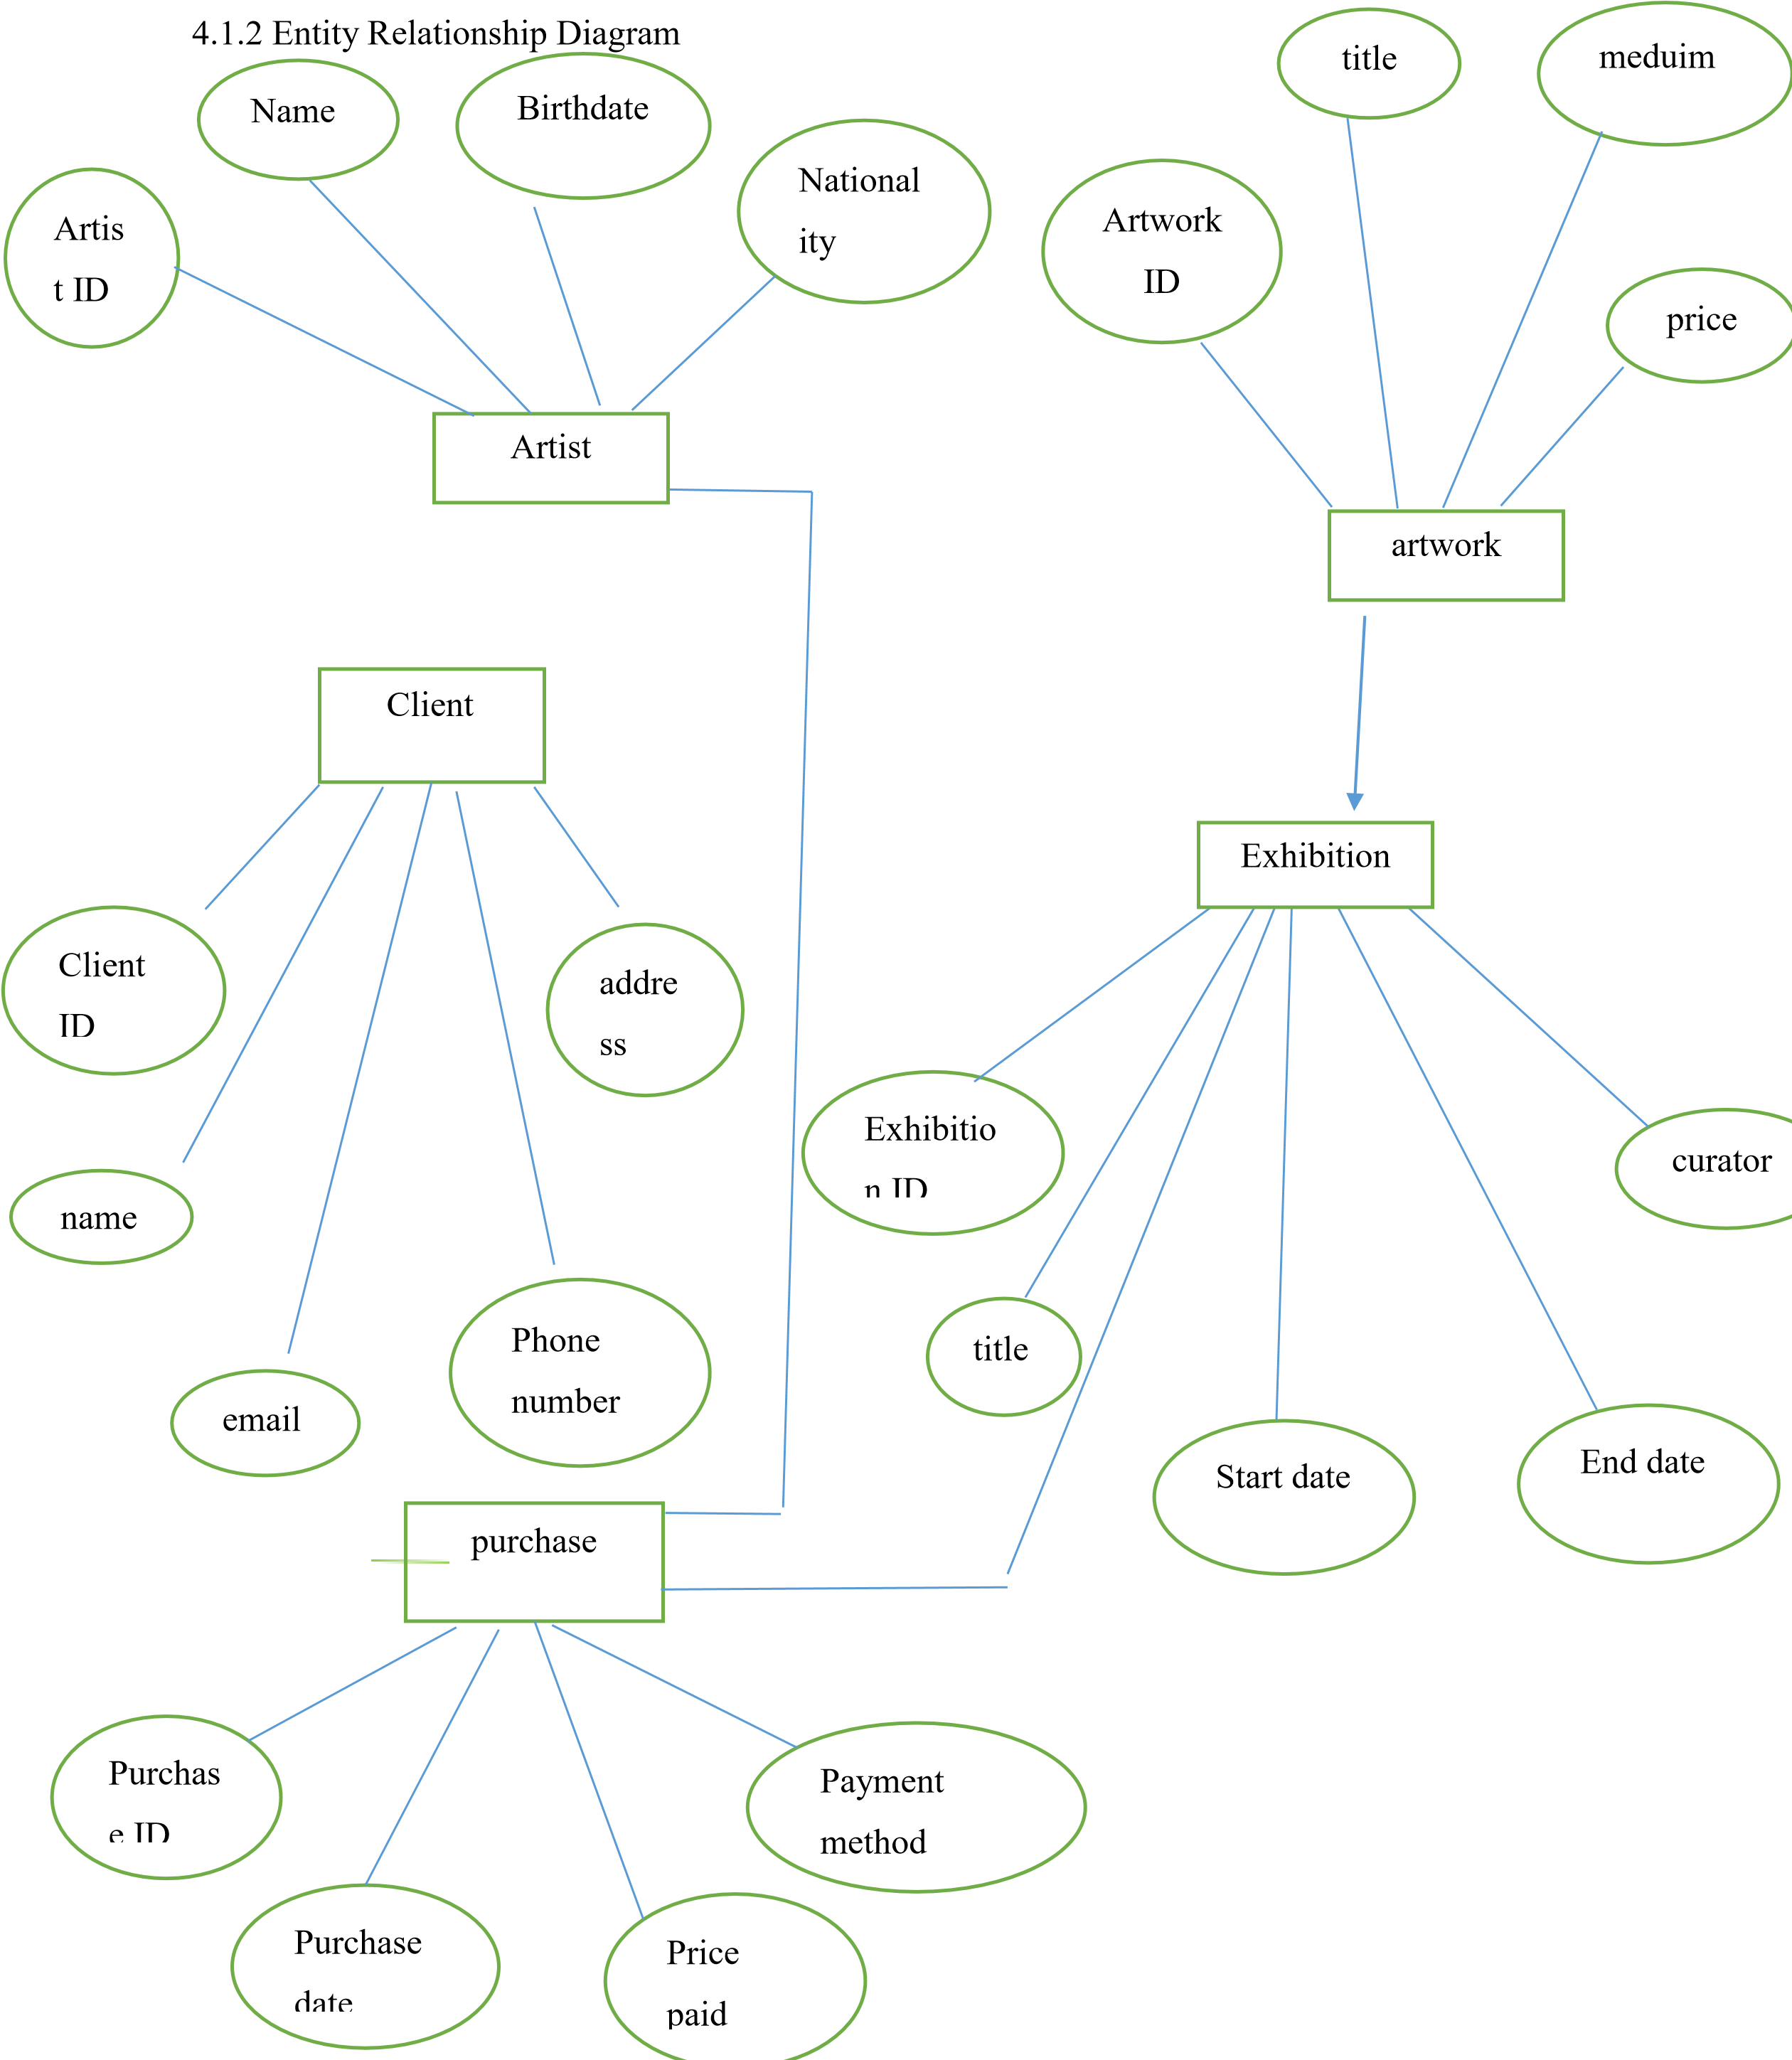 4.1.2 Entity Relationship Diagram
Name
Birthdate
National
ity
Artis
t ID
Artist
title
meduim
Artwork
ID
price
artwork
Client
Client
ID
addre
ss
name
email
Phone
number
Exhibition
Exhibitio
n ID
curator
title
Start date
End date
purchase
Purchas
e ID
Payment
method
Purchase
date
Price
paid